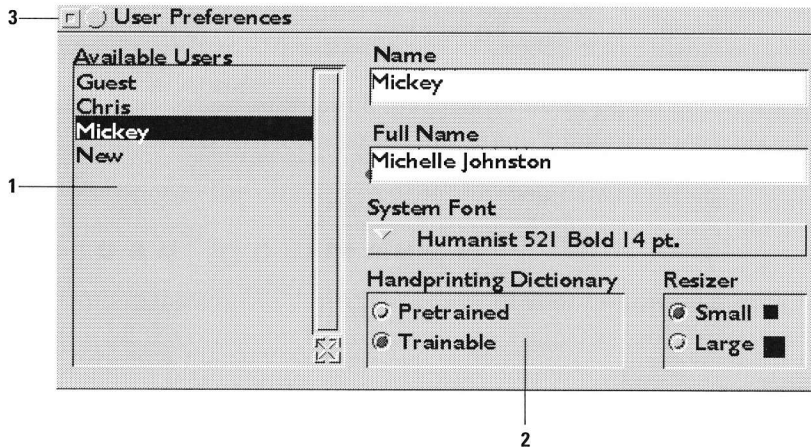 3
User Preferences
Available Users
Guest
Chris
Mickey
New
1
Name
Mickey
Full Name
Michelle Johnston
System Font
Humanist 521 Bold 14 pt.
Handprinting Dictionary
Pretrained
Trainable
Resizer
Small
Large
2